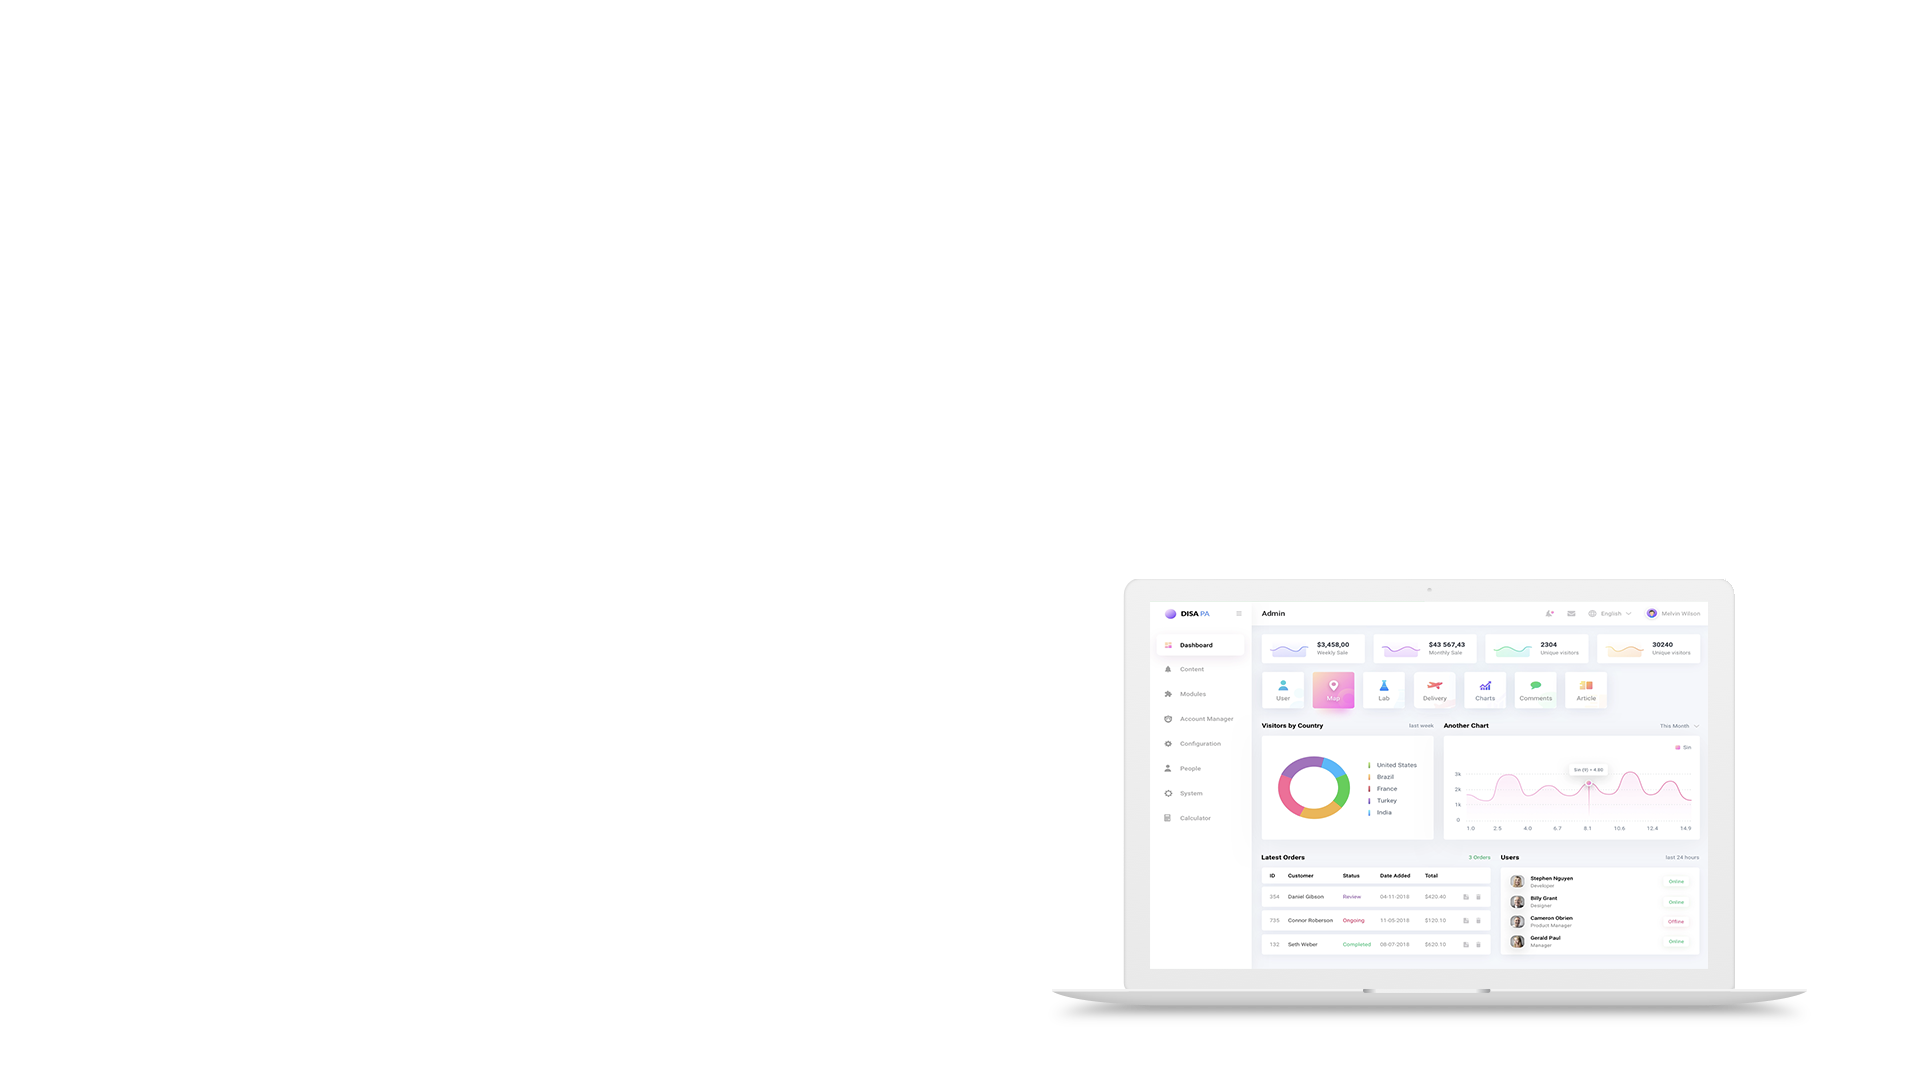 DISA PA
Admin
English
Melvin Wilson
Dashboard
Content
Modules
Account Manager
Configuration
People
System
Calculator
$3,458,00
Weekly Sale
$43 567,43
Monthly Sale
2304
Unique visitors
30240
Unique visitors
User
Map
Lab
Delivery
Charts
Comments
Article
Visitors by Country
last week
United States
Brazil
France
Turkey
India
Another Chart
This Month
Sin
Sin (9) = 4.60
3k
2k
1k
0
1.0 2.5 4.0 6.7 8.1 10.6 12.4 14.9
Latest Orders
3 Orders
ID Customer Status Date Added Total
354 Daniel Gibson Review 04-11-2018 $420.40
735 Connor Roberson Ongoing 11-05-2018 $120.10
132 Seth Weber Completed 06-07-2018 $620.10
Users
last 24 hours
Stephen Nguyen
Developer
Online
Billy Grant
Designer
Online
Cameron Obrien
Product Manager
Offline
Gerald Paul
Manager
Online